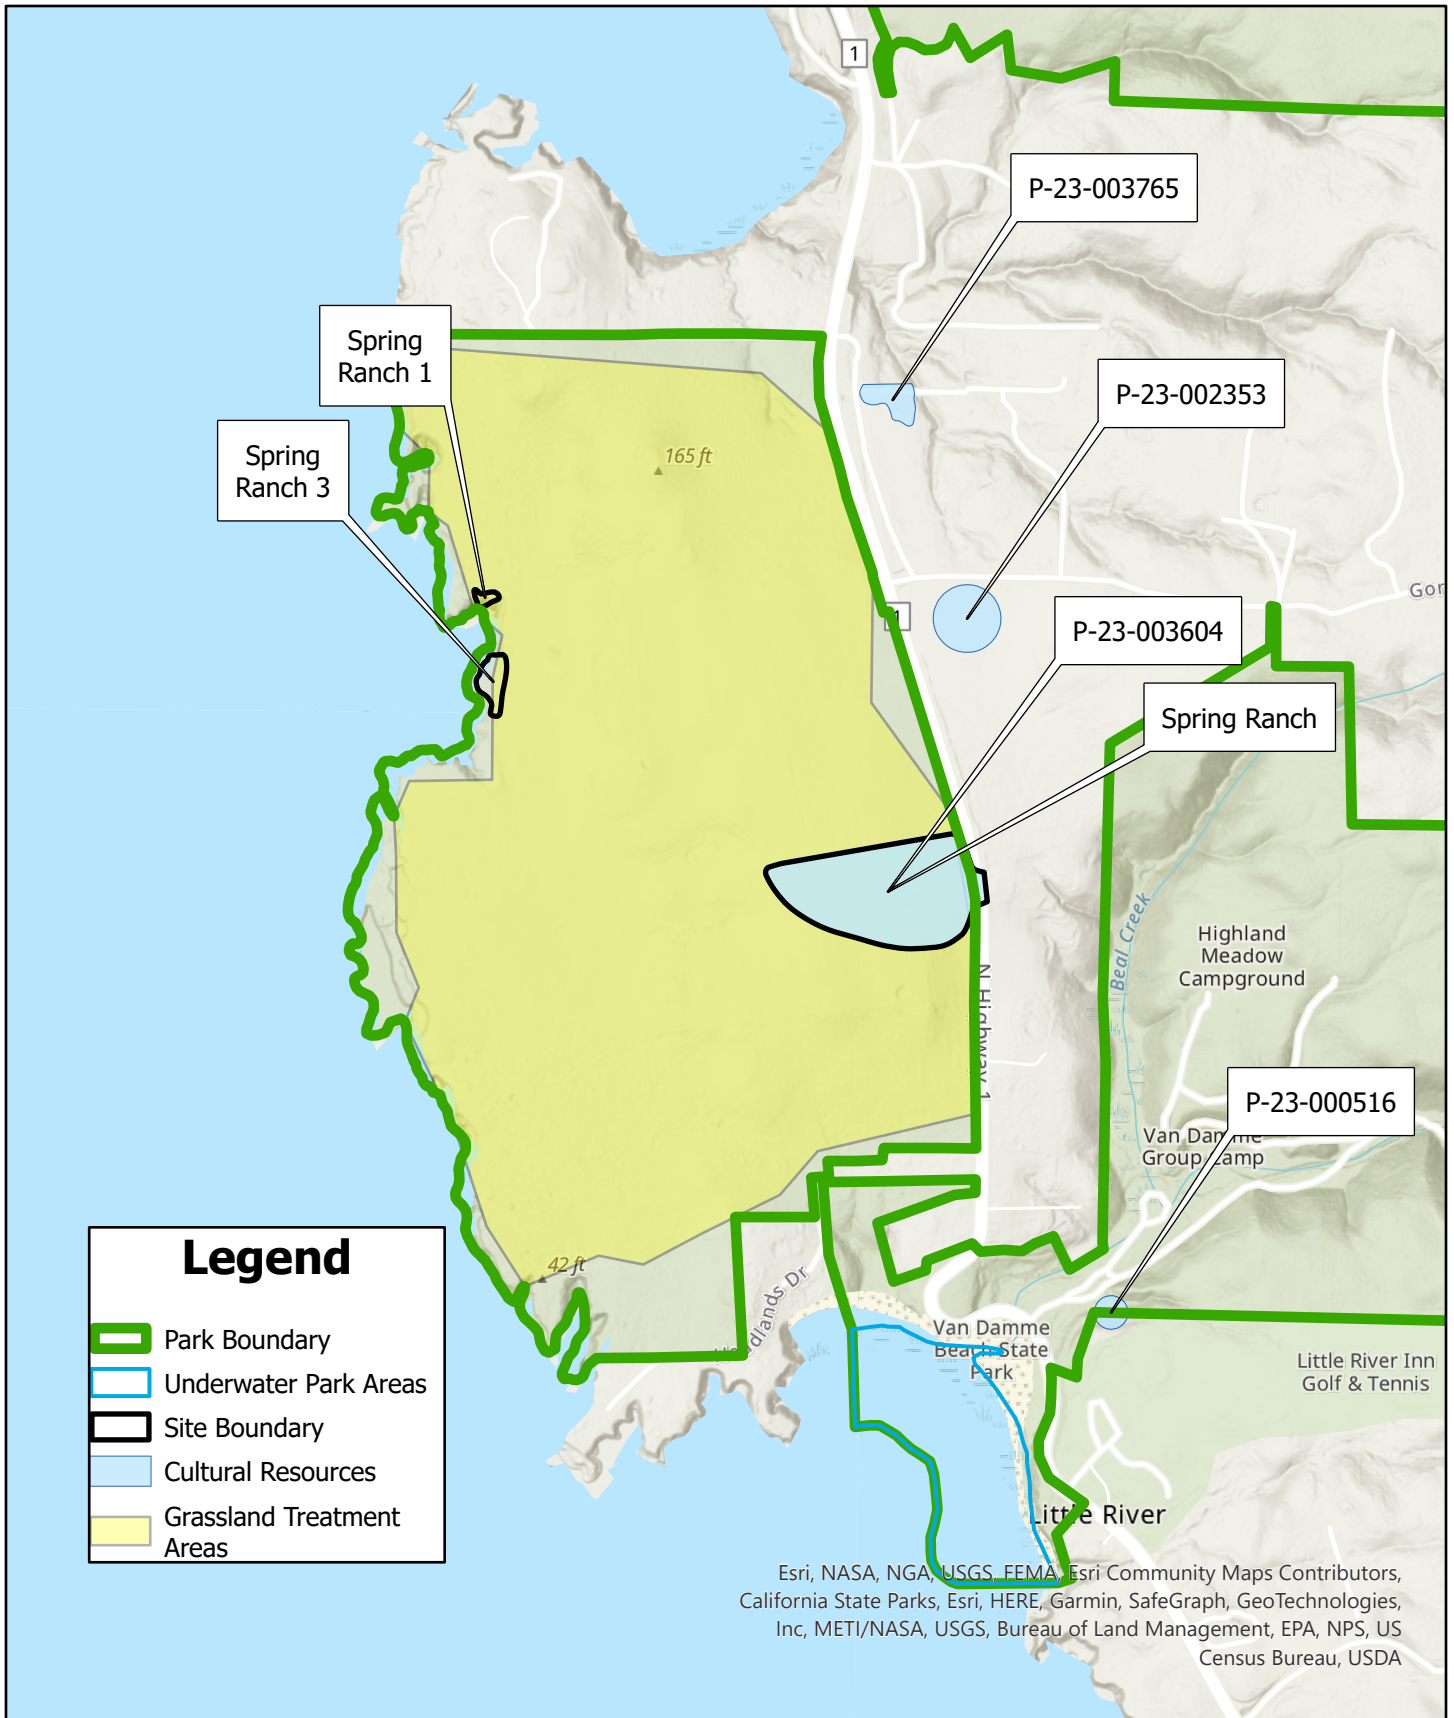 1
P-23-003765
Spring
Ranch 1
P-23-002353
Spring
Ranch 3
165 ft
Gor
1
P-23-003604
Spring Ranch
Beal Creek
Highland
Meadow
Campground
N Highway 1
P-23-000516
Van Damme
Group Camp
Legend
Park Boundary
Underwater Park Areas
Site Boundary
Cultural Resources
Grassland Treatment
Areas
42 ft
Headlands Dr
Van Damme
Beach State
Park
Little River Inn
Golf & Tennis
Little River
Esri, NASA, NGA, USGS, FEMA, Esri Community Maps Contributors,
California State Parks, Esri, HERE, Garmin, SafeGraph, GeoTechnologies,
Inc, METI/NASA, USGS, Bureau of Land Management, EPA, NPS, US
Census Bureau, USDA